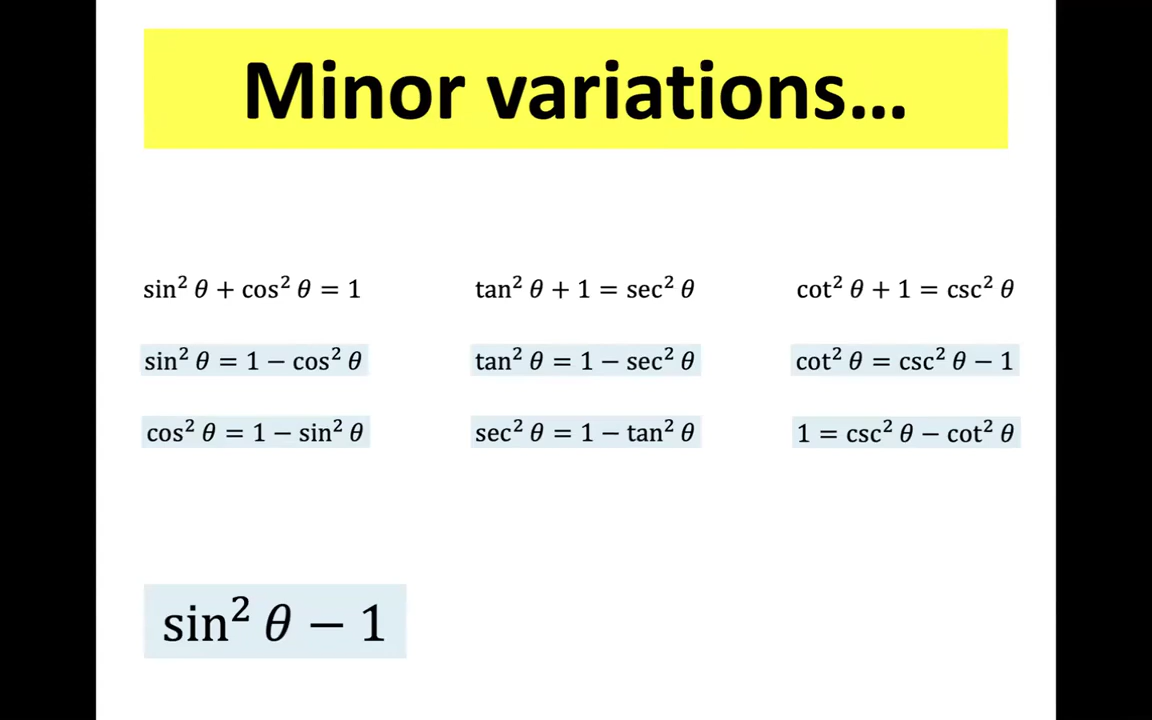 Minor variations...
sin² θ + cos² θ = 1
tan² θ + 1 = sec² θ
cot² θ + 1 = csc² θ
sin² θ = 1 − cos² θ
tan² θ = 1 − sec² θ
cot² θ = csc² θ − 1
cos² θ = 1 − sin² θ
sec² θ = 1 − tan² θ
1 = csc² θ − cot² θ
sin² θ − 1